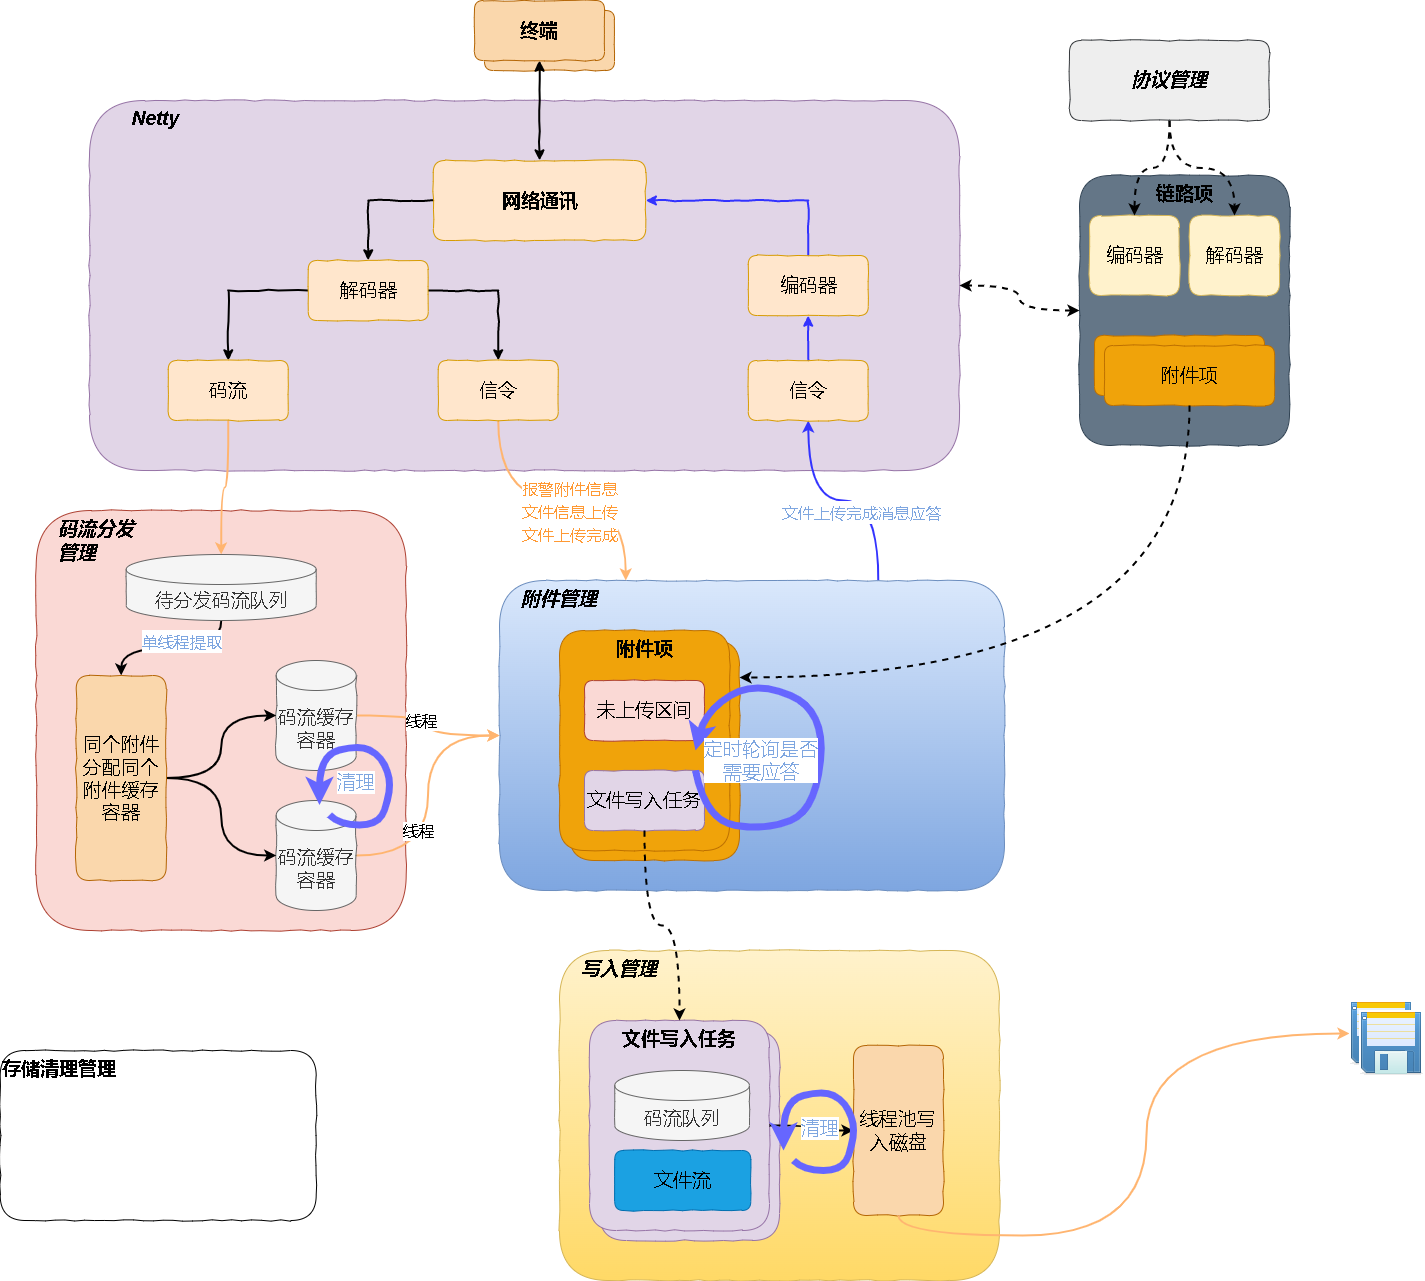 终端
协议管理
Netty
网络通讯
链路项
编码器
解码器
解码器
编码器
附件项
码流
信令
信令
报警附件信息
文件信息上传
文件上传完成
文件上传完成消息应答
码流分发
管理
待分发码流队列
单线程提取
同个附件
分配同个
附件缓存
容器
码流缓存
容器
清理
码流缓存
容器
线程
线程
附件管理
附件项
未上传区间
定时轮询是否
需要应答
文件写入任务
写入管理
文件写入任务
码流队列
文件流
清理
线程池写
入磁盘
存储清理管理